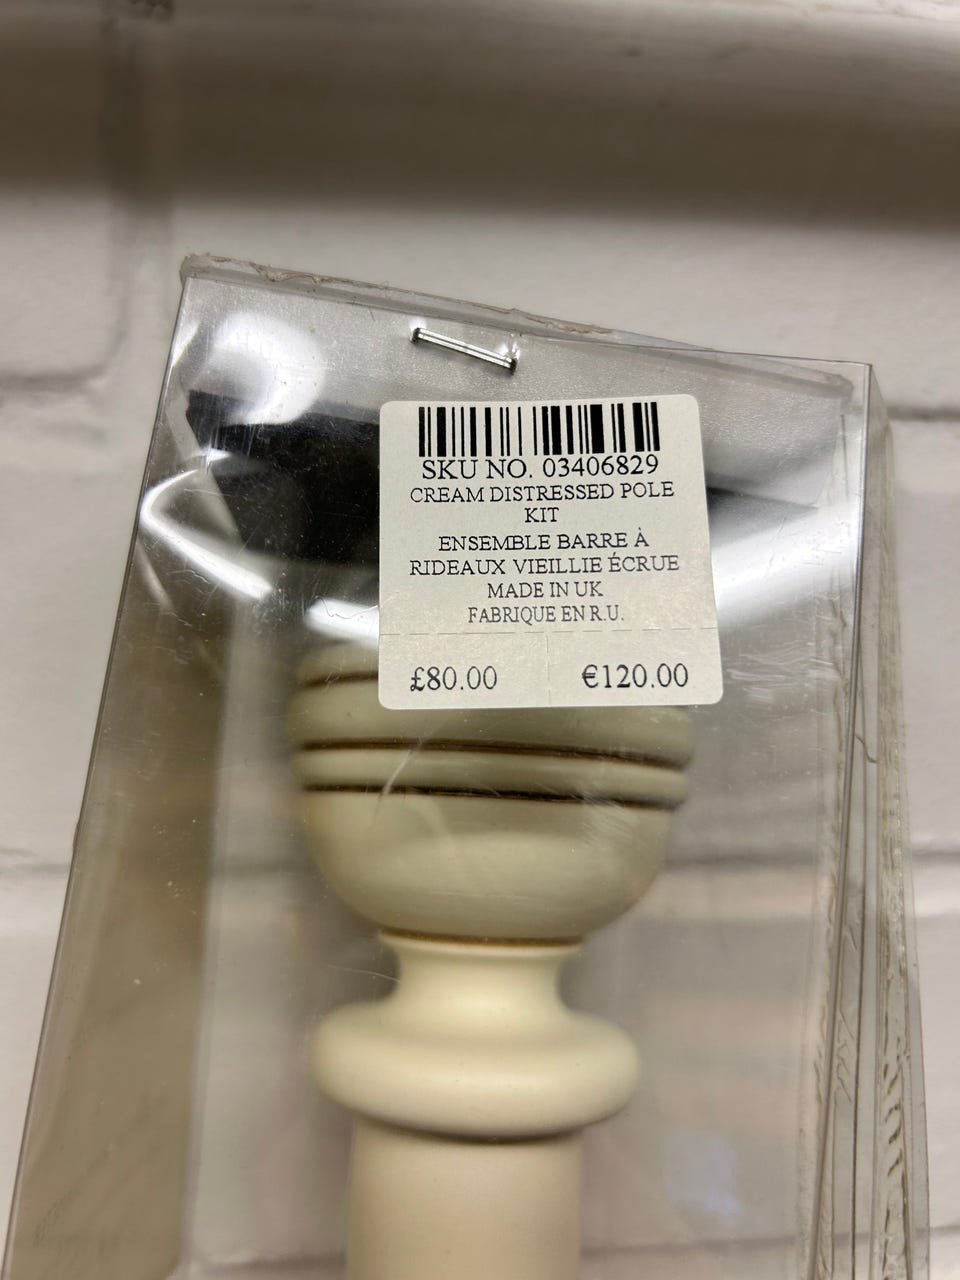 SKU NO. 03406829
CREAM DISTRESSED POLE
KIT
ENSEMBLE BARRE À
RIDEAUX VIEILLIE ÉCRUE
MADE IN UK
FABRIQUE EN R.U.
£80.00 €120.00